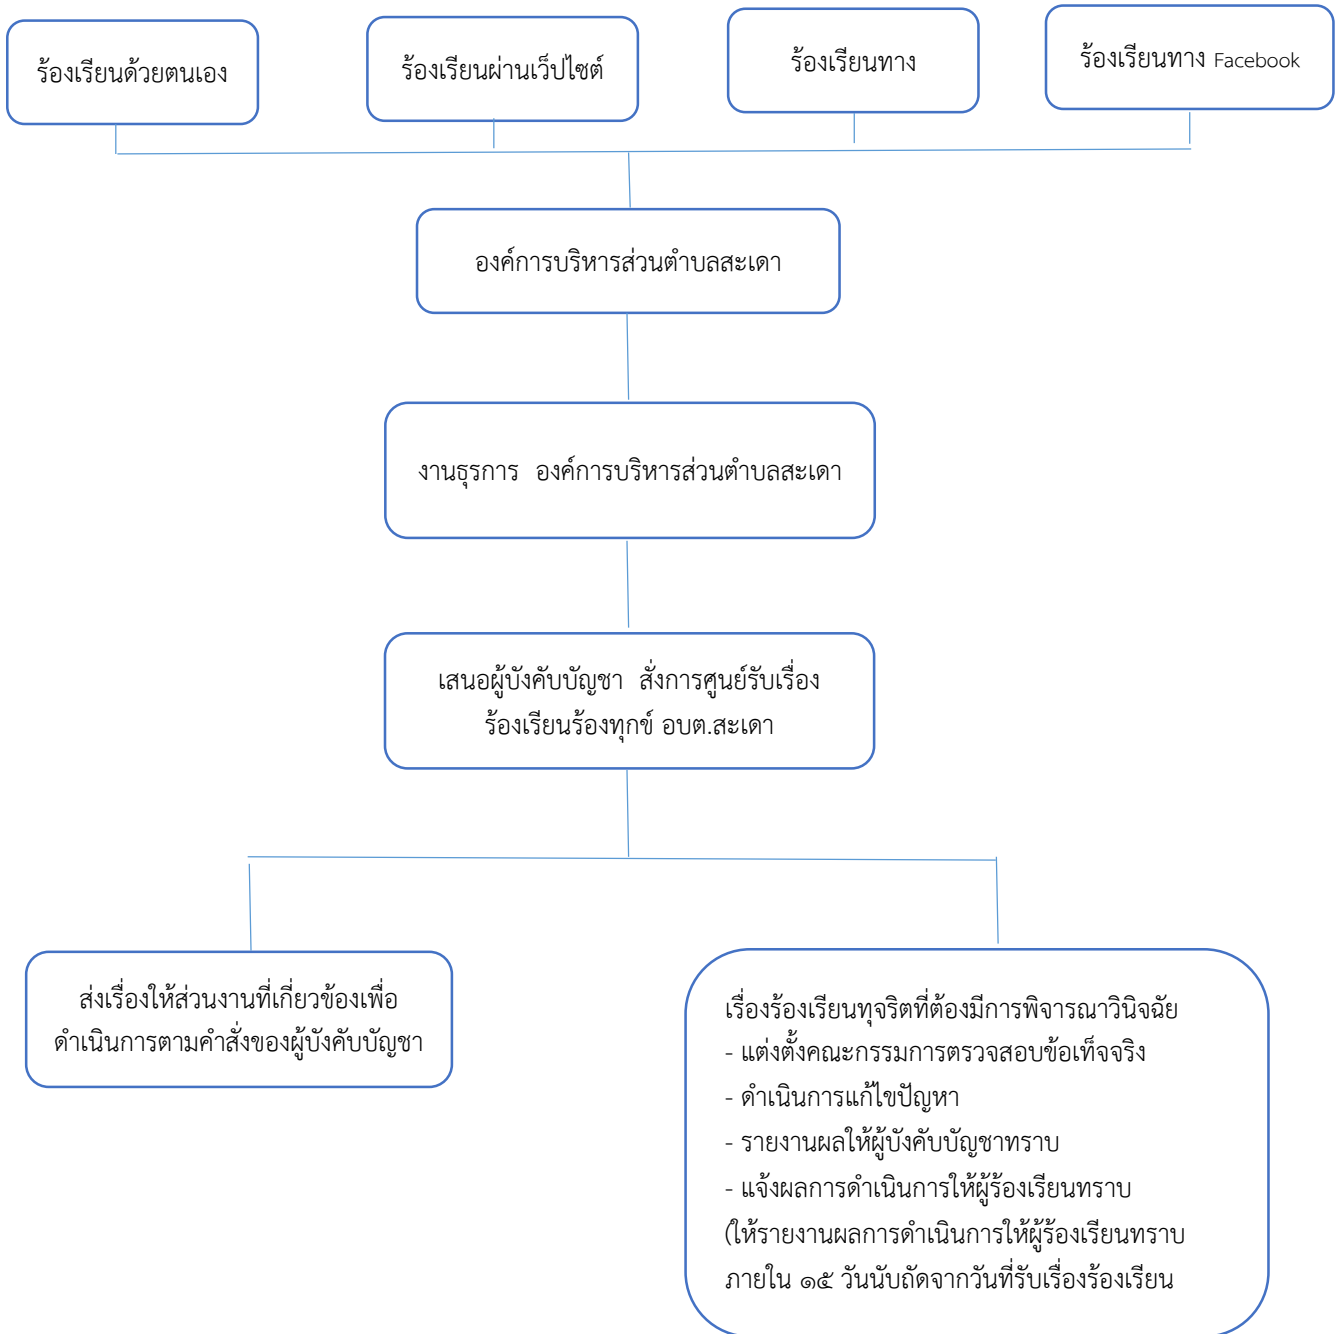 ร้องเรียนด้วยตนเอง
ร้องเรียนผ่านเว็ปไซต์
ร้องเรียนทาง
ร้องเรียนทาง Facebook
องค์การบริหารส่วนตำบลสะเดา
งานธุรการ องค์การบริหารส่วนตำบลสะเดา
เสนอผู้บังคับบัญชา สั่งการศูนย์รับเรื่อง
ร้องเรียนร้องทุกข์ อบต.สะเดา
ส่งเรื่องให้ส่วนงานที่เกี่ยวข้องเพื่อ
ดำเนินการตามคำสั่งของผู้บังคับบัญชา
เรื่องร้องเรียนทุจริตที่ต้องมีการพิจารณาวินิจฉัย
- แต่งตั้งคณะกรรมการตรวจสอบข้อเท็จจริง
- ดำเนินการแก้ไขปัญหา
- รายงานผลให้ผู้บังคับบัญชาทราบ
- แจ้งผลการดำเนินการให้ผู้ร้องเรียนทราบ
(ให้รายงานผลการดำเนินการให้ผู้ร้องเรียนทราบ
ภายใน ๑๕ วันนับถัดจากวันที่รับเรื่องร้องเรียน